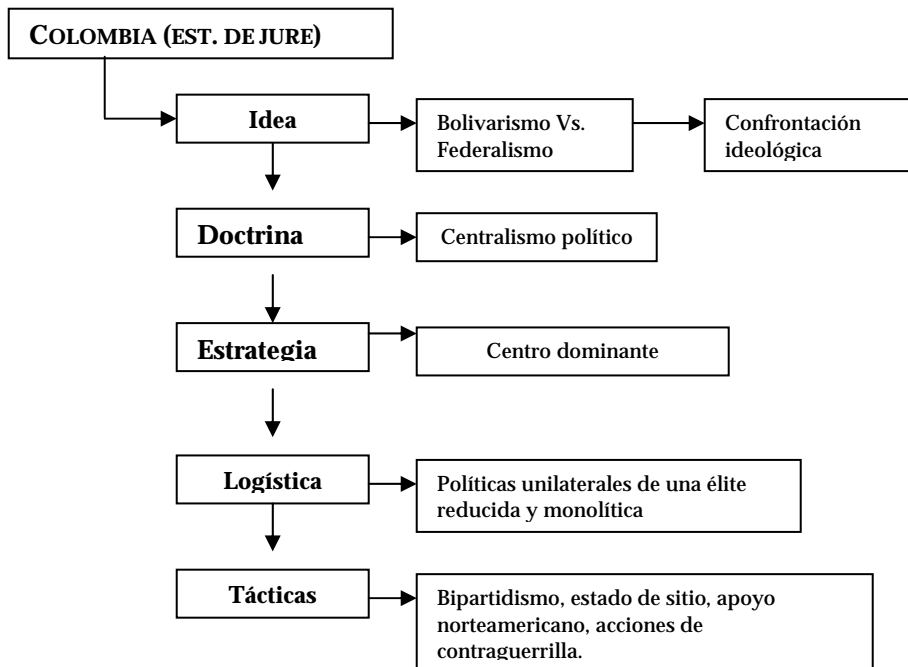 COLOMBIA (EST. DE JURE)
Idea
Bolivarismo Vs.
Federalismo
Confrontación
ideológica
Doctrina
Centralismo político
Estrategia
Centro dominante
Logística
Políticas unilaterales de una élite
reducida y monolítica
Tácticas
Bipartidismo, estado de sitio, apoyo
norteamericano, acciones de
contraguerrilla.